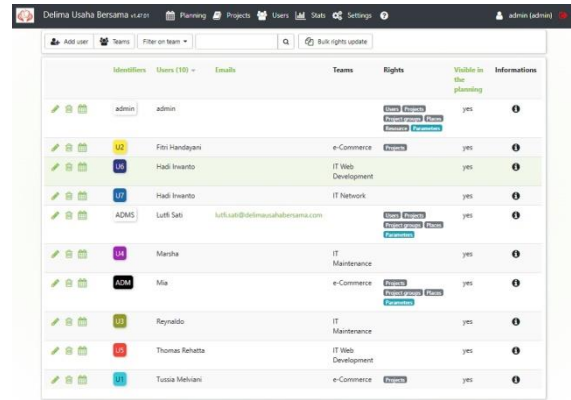 Delima Usaha Bersama v1.47.01 Planning Projects Users Stats Settings admin (admin)
Add user Teams Filter on team Bulk rights update
Identifiers Users (10) Emails Teams Rights Visible in the planning Informations
admin admin Users Projects Project groups Places Resource Parameters yes
U2 Fitri Handayani e-Commerce Projects yes
U6 Hadi Irwanto IT Web Development yes
U7 Hadi Irwanto IT Network yes
ADMS Lutfi Sati lutfi.sati@delimausahabersama.com Users Projects Project groups Places Parameters yes
U4 Marsha IT Maintenance yes
ADM Mia e-Commerce Projects Project groups Places Parameters yes
U3 Reynaldo IT Maintenance yes
U5 Thomas Rehatta IT Web Development yes
U1 Tussia Melviani e-Commerce Projects yes